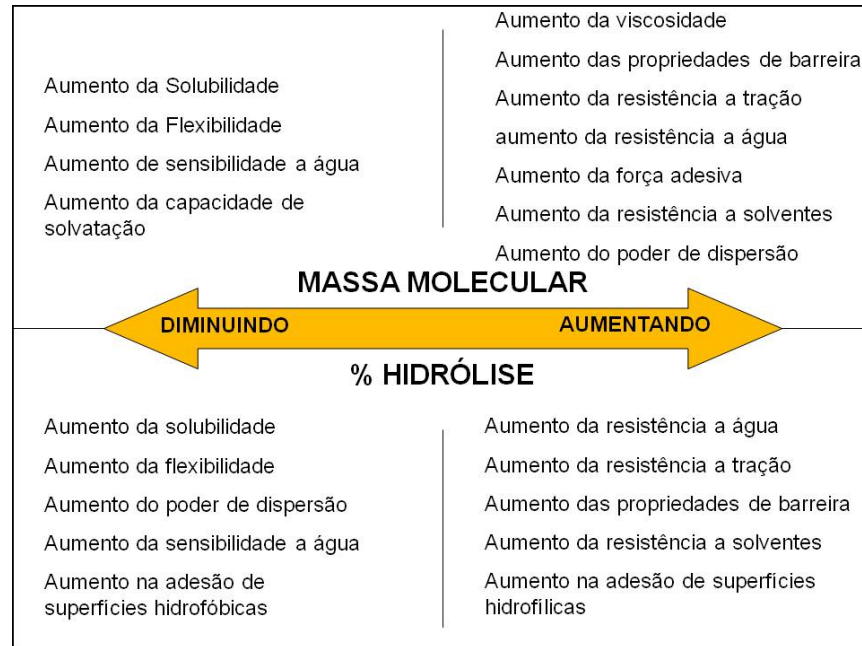 Aumento da Solubilidade
Aumento da Flexibilidade
Aumento de sensibilidade a água
Aumento da capacidade de
solvatação
Aumento da viscosidade
Aumento das propriedades de barreira
Aumento da resistência a tração
aumento da resistência a água
Aumento da força adesiva
Aumento da resistência a solventes
Aumento do poder de dispersão
MASSA MOLECULAR
DIMINUINDO
AUMENTANDO
% HIDRÓLISE
Aumento da solubilidade
Aumento da flexibilidade
Aumento do poder de dispersão
Aumento da sensibilidade a água
Aumento na adesão de
superfícies hidrofóbicas
Aumento da resistência a água
Aumento da resistência a tração
Aumento das propriedades de barreira
Aumento da resistência a solventes
Aumento na adesão de superfícies
hidrofílicas